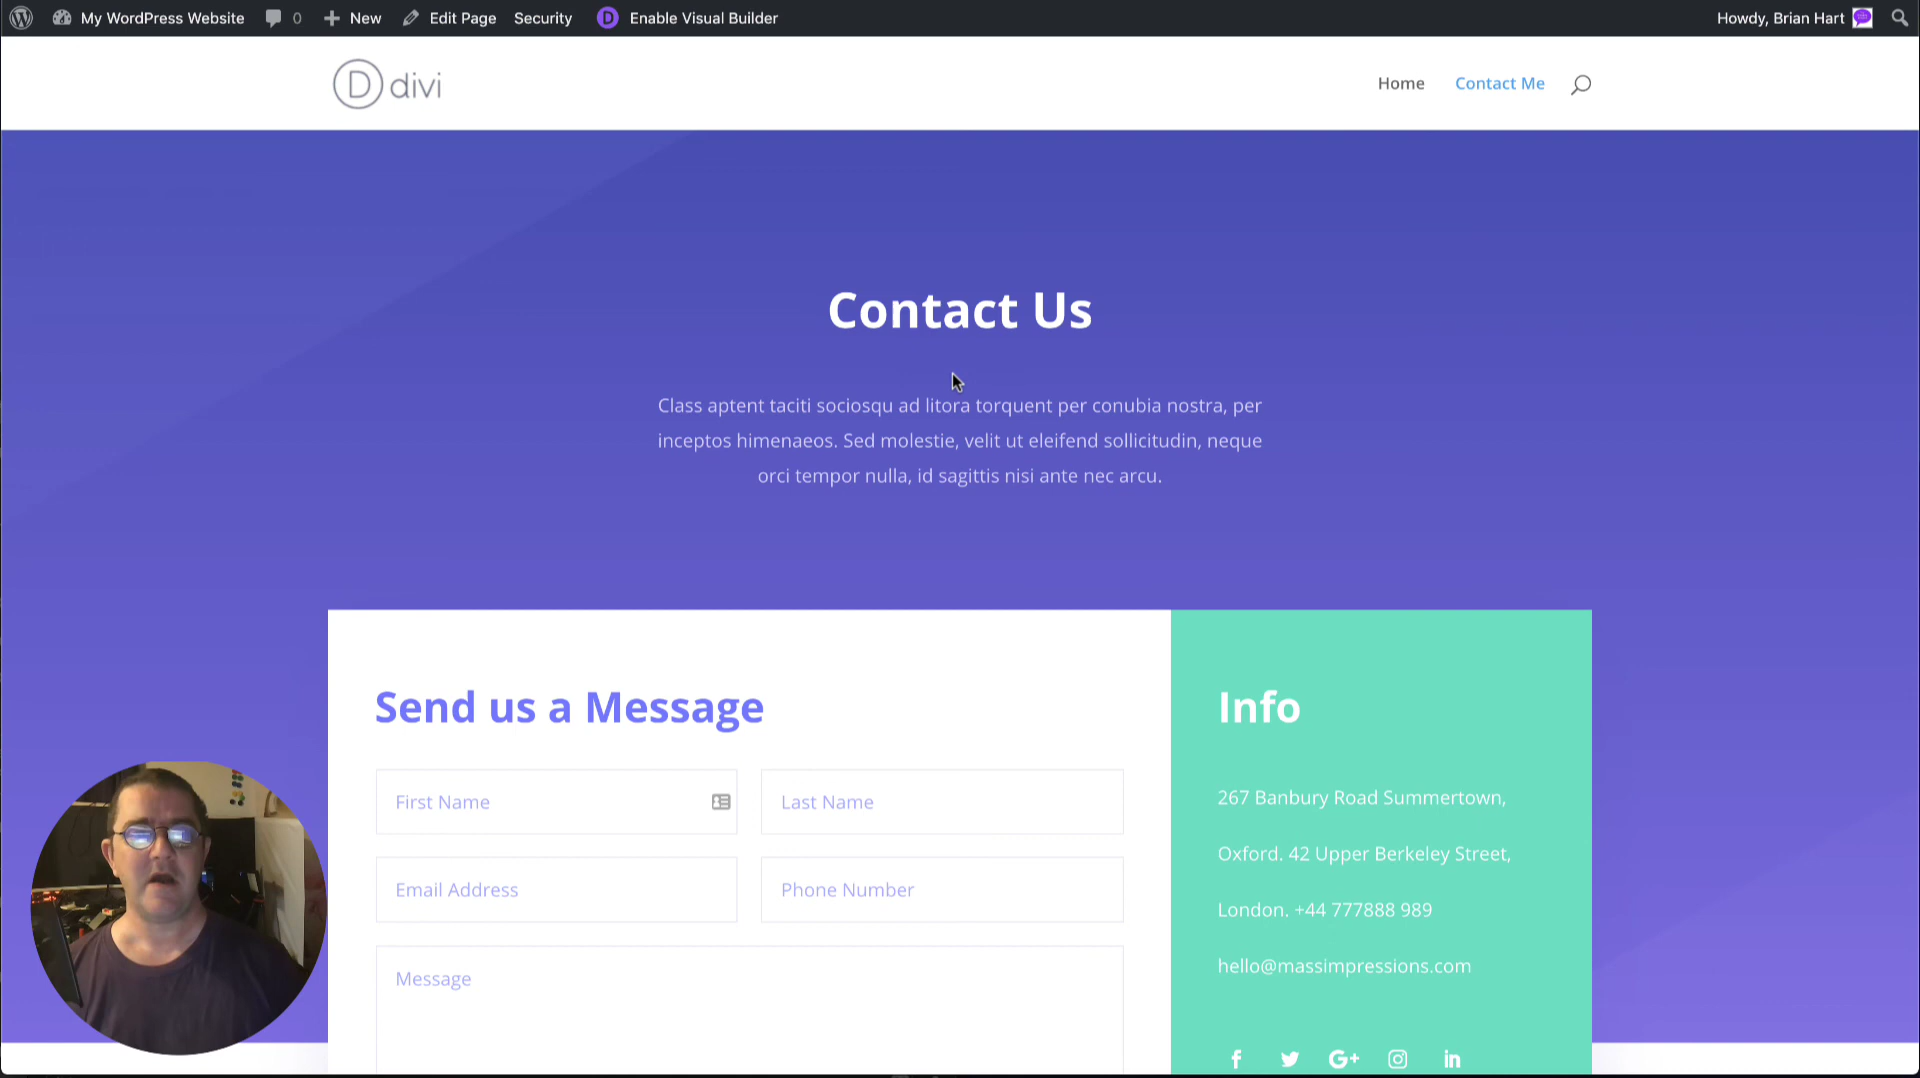 My WordPress Website 0 New Edit Page Security D Enable Visual Builder Howdy, Brian Hart
D divi
Home Contact Me
Contact Us
Class aptent taciti sociosqu ad litora torquent per conubia nostra, per
inceptos himenaeos. Sed molestie, velit ut eleifend sollicitudin, neque
orci tempor nulla, id sagittis nisi ante nec arcu.
Send us a Message
First Name
Last Name
Email Address
Phone Number
Message
Info
267 Banbury Road Summertown,
Oxford. 42 Upper Berkeley Street,
London. +44 777888 989
hello@massimpressions.com